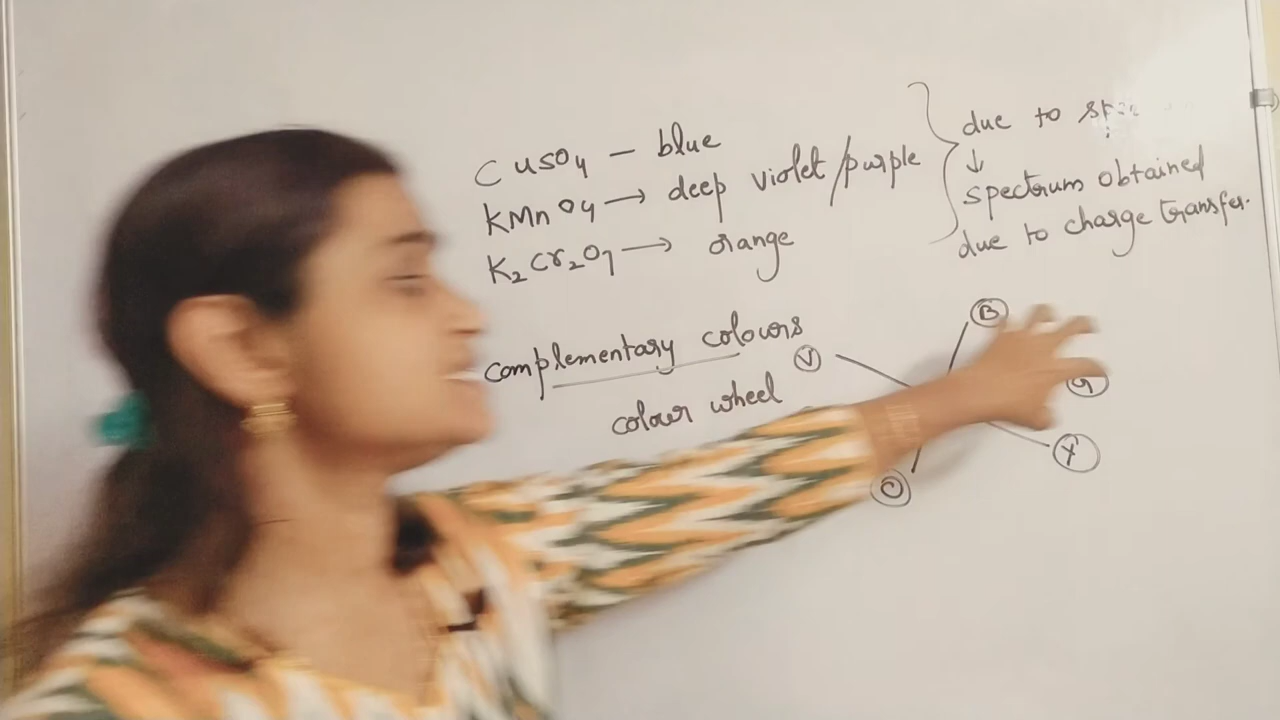 CuSO4 – blue
KMnO4 → deep violet/purple
K2Cr2O7 → orange
due to
↓
spectrum obtained
due to charge transfer.
complementary colours
colour wheel
V
B
G
Y
O